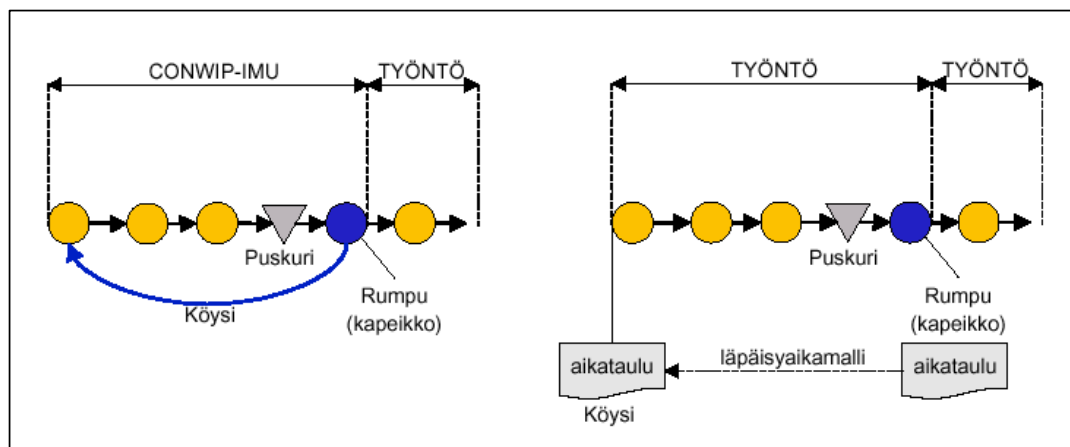 CONWIP-IMU
TYÖNTÖ
Puskuri
Köysi
Rumpu
(kapeikko)
TYÖNTÖ
TYÖNTÖ
Puskuri
Rumpu
(kapeikko)
aikataulu
läpäisyaikamalli
aikataulu
Köysi